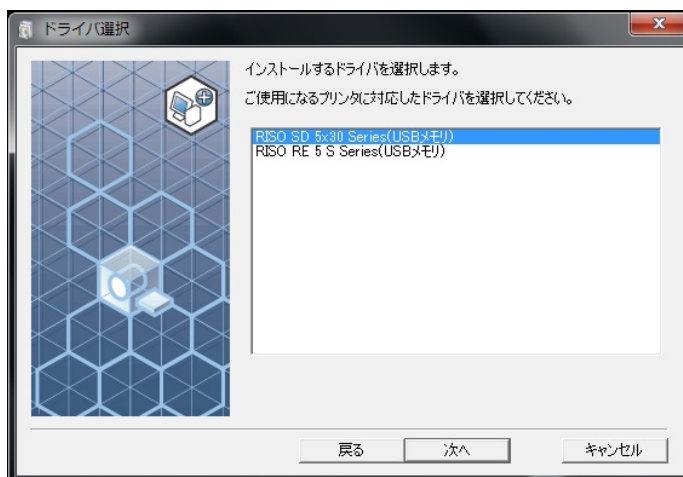 ドライバ選択
インストールするドライバを選択します。
ご使用になるプリンタに対応したドライバを選択してください。
RISO SD 5x30 Series(USBメモリ)
RISO RE 5 S Series(USBメモリ)
戻る
次へ
キャンセル